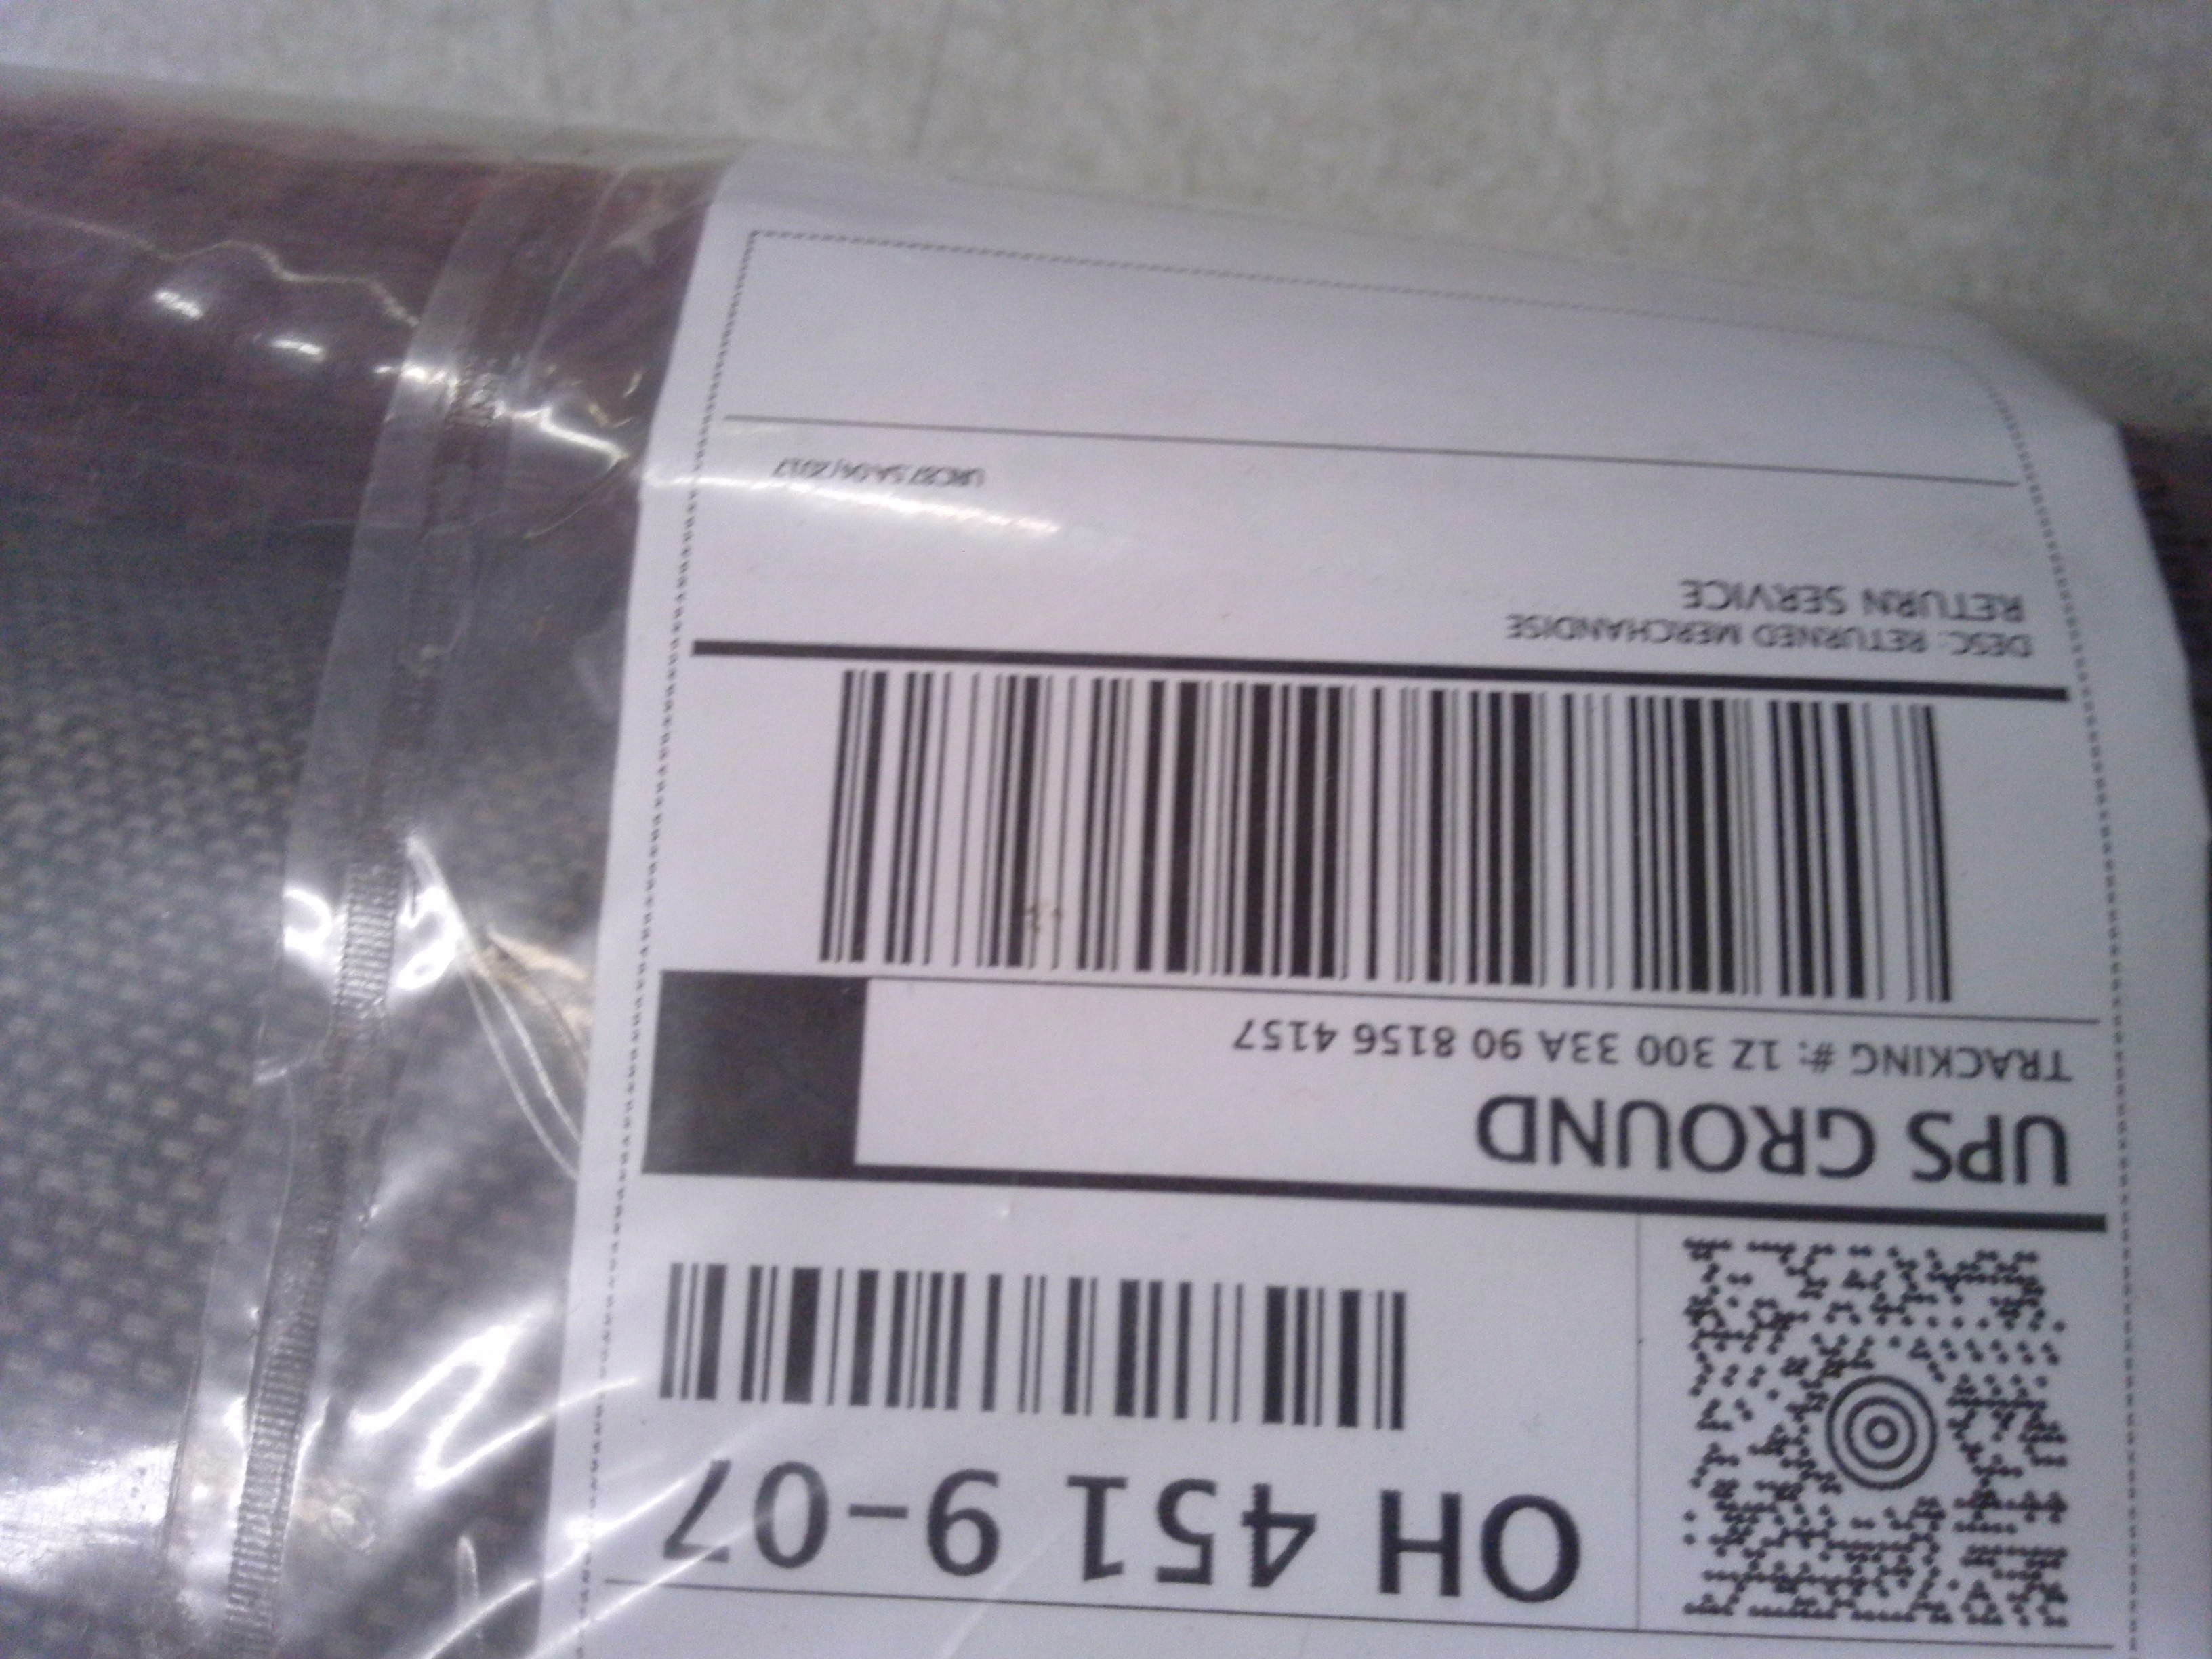 OH 451 9-07
UPS GROUND
TRACKING #: 1Z 300 33A 90 8156 4157
DESC: RETURNED MERCHANDISE
RETURN SERVICE